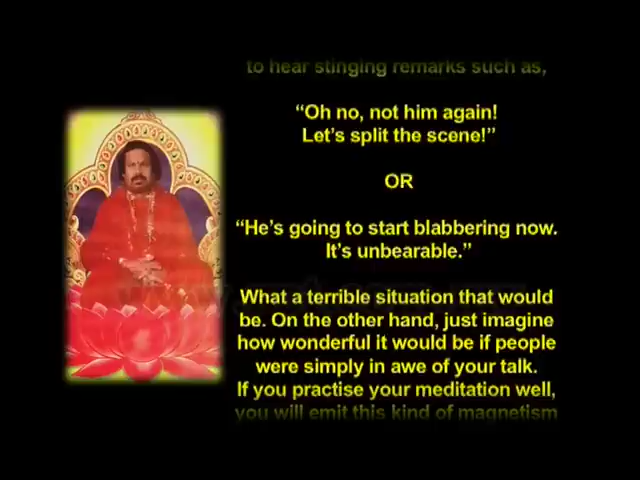 to hear stinging remarks such as,
“Oh no, not him again!
Let’s split the scene!”
OR
“He’s going to start blabbering now.
It’s unbearable.”
What a terrible situation that would
be. On the other hand, just imagine
how wonderful it would be if people
were simply in awe of your talk.
If you practise your meditation well,
you will emit this kind of magnetism